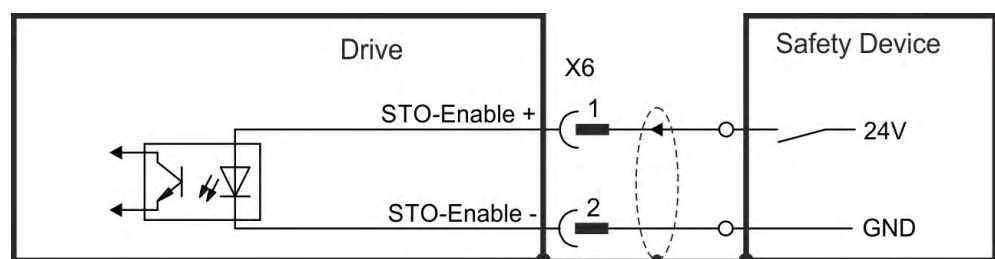 Drive
Safety Device
X6
STO-Enable +
1
24V
STO-Enable -
2
GND